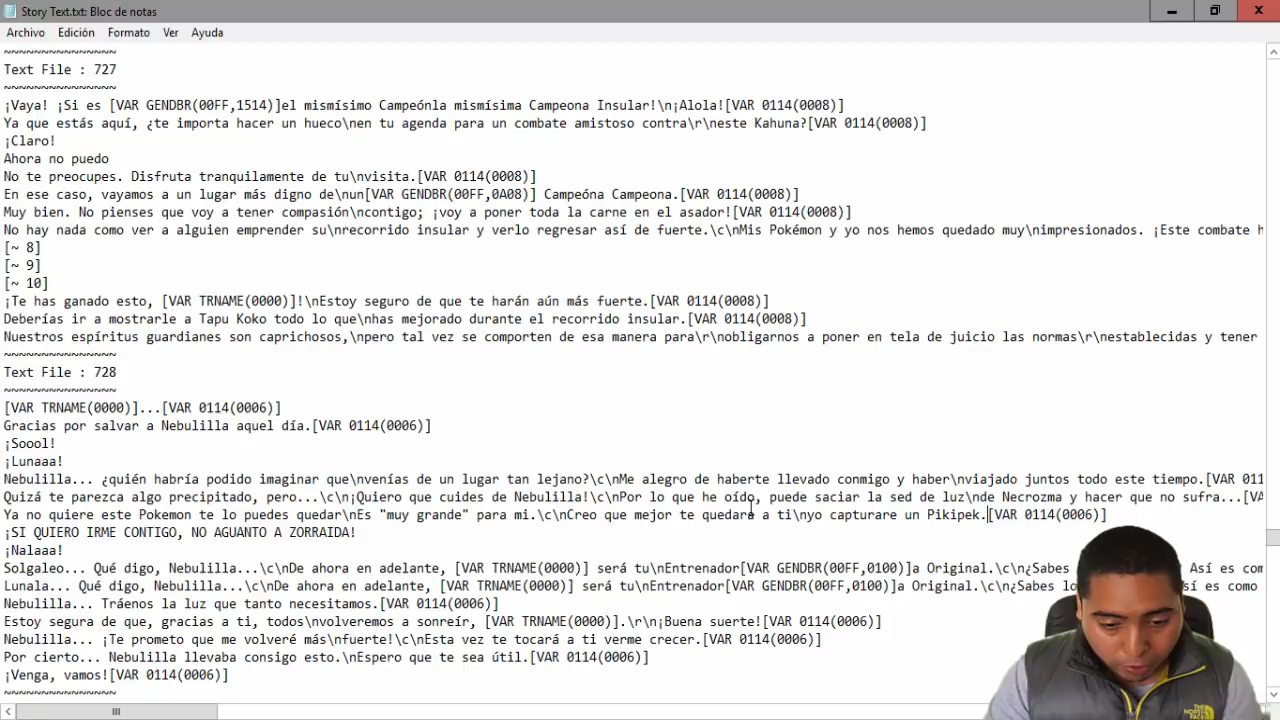 Story Text.txt: Bloc de notas
Archivo Edición Formato Ver Ayuda
~~~~~~~~~~~~~~~
Text File : 727
~~~~~~~~~~~~~~~
¡Vaya! ¡Si es [VAR GENDBR(00FF,1514)]el mismísimo Campeónla mismísima Campeona Insular!\n¡Alola![VAR 0114(0008)]
Ya que estás aquí, ¿te importa hacer un hueco\nen tu agenda para un combate amistoso contra\r\neste Kahuna?[VAR 0114(0008)]
¡Claro!
Ahora no puedo
No te preocupes. Disfruta tranquilamente de tu\nvisita.[VAR 0114(0008)]
En ese caso, vayamos a un lugar más digno de\nun[VAR GENDBR(00FF,0A08)] Campeóna Campeona.[VAR 0114(0008)]
Muy bien. No pienses que voy a tener compasión\ncontigo; ¡voy a poner toda la carne en el asador![VAR 0114(0008)]
No hay nada como ver a alguien emprender su\nrecorrido insular y verlo regresar así de fuerte.\c\nMis Pokémon y yo nos hemos quedado muy\nimpresionados. ¡Este combate h
[~ 8]
[~ 9]
[~ 10]
¡Te has ganado esto, [VAR TRNAME(0000)]!\nEstoy seguro de que te harán aún más fuerte.[VAR 0114(0008)]
Deberías ir a mostrarle a Tapu Koko todo lo que\nhas mejorado durante el recorrido insular.[VAR 0114(0008)]
Nuestros espíritus guardianes son caprichosos,\npero tal vez se comporten de esa manera para\r\nobligarnos a poner en tela de juicio las normas\r\nestablecidas y tener
~~~~~~~~~~~~~~~
Text File : 728
~~~~~~~~~~~~~~~
[VAR TRNAME(0000)]...[VAR 0114(0006)]
Gracias por salvar a Nebulilla aquel día.[VAR 0114(0006)]
¡Soool!
¡Lunaaa!
Nebulilla... ¿quién habría podido imaginar que\nvenías de un lugar tan lejano?\c\nMe alegro de haberte llevado conmigo y haber\nviajado juntos todo este tiempo.[VAR 011
Quizá te parezca algo precipitado, pero...\c\n¡Quiero que cuides de Nebulilla!\c\nPor lo que he oído, puede saciar la sed de luz\nde Necrozma y hacer que no sufra...[VA
Ya no quiere este Pokemon te lo puedes quedar\nEs "muy grande" para mi.\c\nCreo que mejor te quedara a ti\nyo capturare un Pikipek.[VAR 0114(0006)]
¡SI QUIERO IRME CONTIGO, NO AGUANTO A ZORRAIDA!
¡Nalaaa!
Solgaleo... Qué digo, Nebulilla...\c\nDe ahora en adelante, [VAR TRNAME(0000)] será tu\nEntrenador[VAR GENDBR(00FF,0100)]a Original.\c\n¿Sabes Así es com
Lunala... Qué digo, Nebulilla...\c\nDe ahora en adelante, [VAR TRNAME(0000)] será tu\nEntrenador[VAR GENDBR(00FF,0100)]a Original.\c\n¿Sabes lo sí es como
Nebulilla... Tráenos la luz que tanto necesitamos.[VAR 0114(0006)]
Estoy segura de que, gracias a ti, todos\nvolveremos a sonreír, [VAR TRNAME(0000)].\r\n¡Buena suerte![VAR 0114(0006)]
Nebulilla... ¡Te prometo que me volveré más\nfuerte!\c\nEsta vez te tocará a ti verme crecer.[VAR 0114(0006)]
Por cierto... Nebulilla llevaba consigo esto.\nEspero que te sea útil.[VAR 0114(0006)]
¡Venga, vamos![VAR 0114(0006)]
~~~~~~~~~~~~~~~